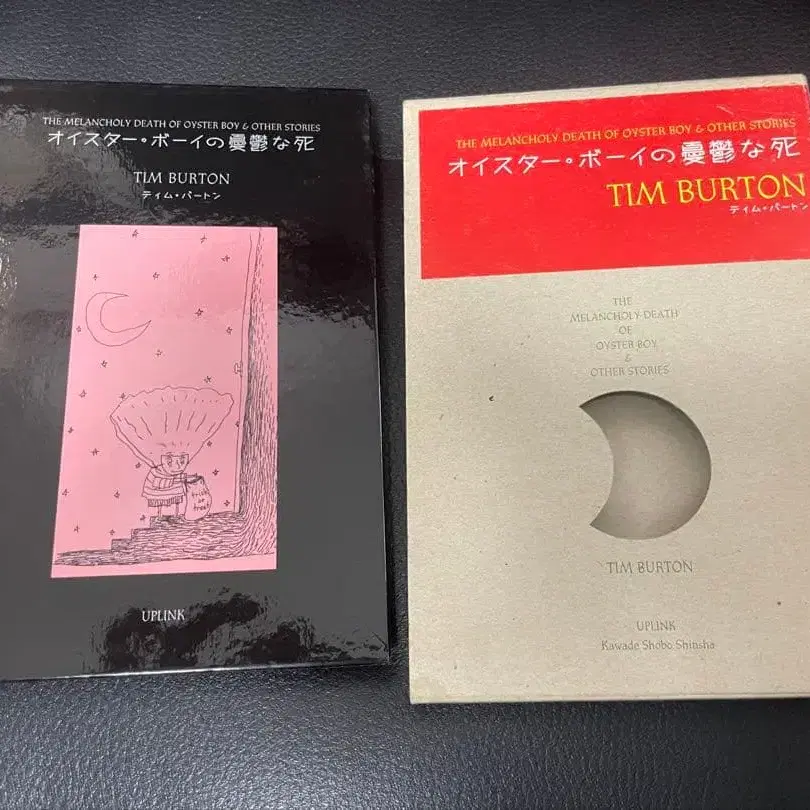 THE MELANCHOLY DEATH OF OYSTER BOY & OTHER STORIES
オイスター・ボーイの憂鬱な死
TIM BURTON
ティム・バートン
trick
or
treat
UPLINK
THE MELANCHOLY DEATH OF OYSTER BOY & OTHER STORIES
オイスター・ボーイの憂鬱な死
TIM BURTON
ティム・バートン
THE
MELANCHOLY DEATH
OF
OYSTER BOY
&
OTHER STORIES
TIM BURTON
UPLINK
Kawade Shobo Shinsha